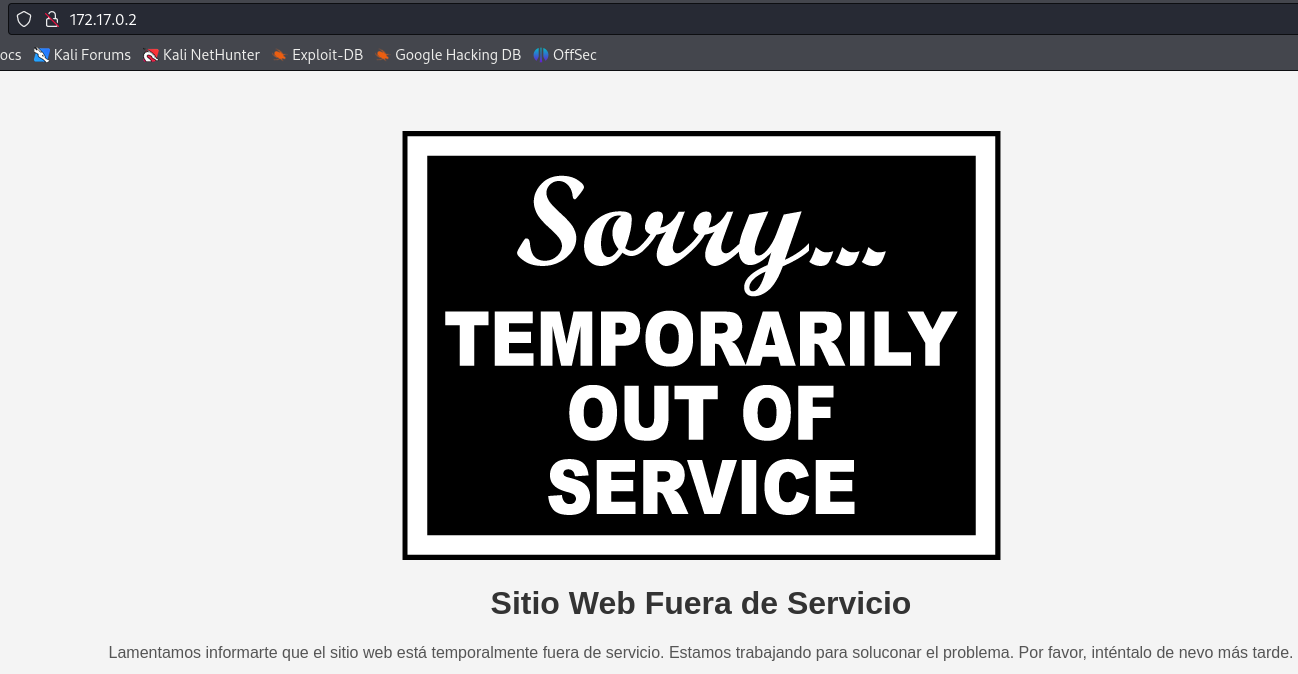 172.17.0.2
ocs Kali Forums Kali NetHunter Exploit-DB Google Hacking DB OffSec
Sorry...
TEMPORARILY
OUT OF
SERVICE
Sitio Web Fuera de Servicio
Lamentamos informarte que el sitio web está temporalmente fuera de servicio. Estamos trabajando para soluconar el problema. Por favor, inténtalo de nevo más tarde.